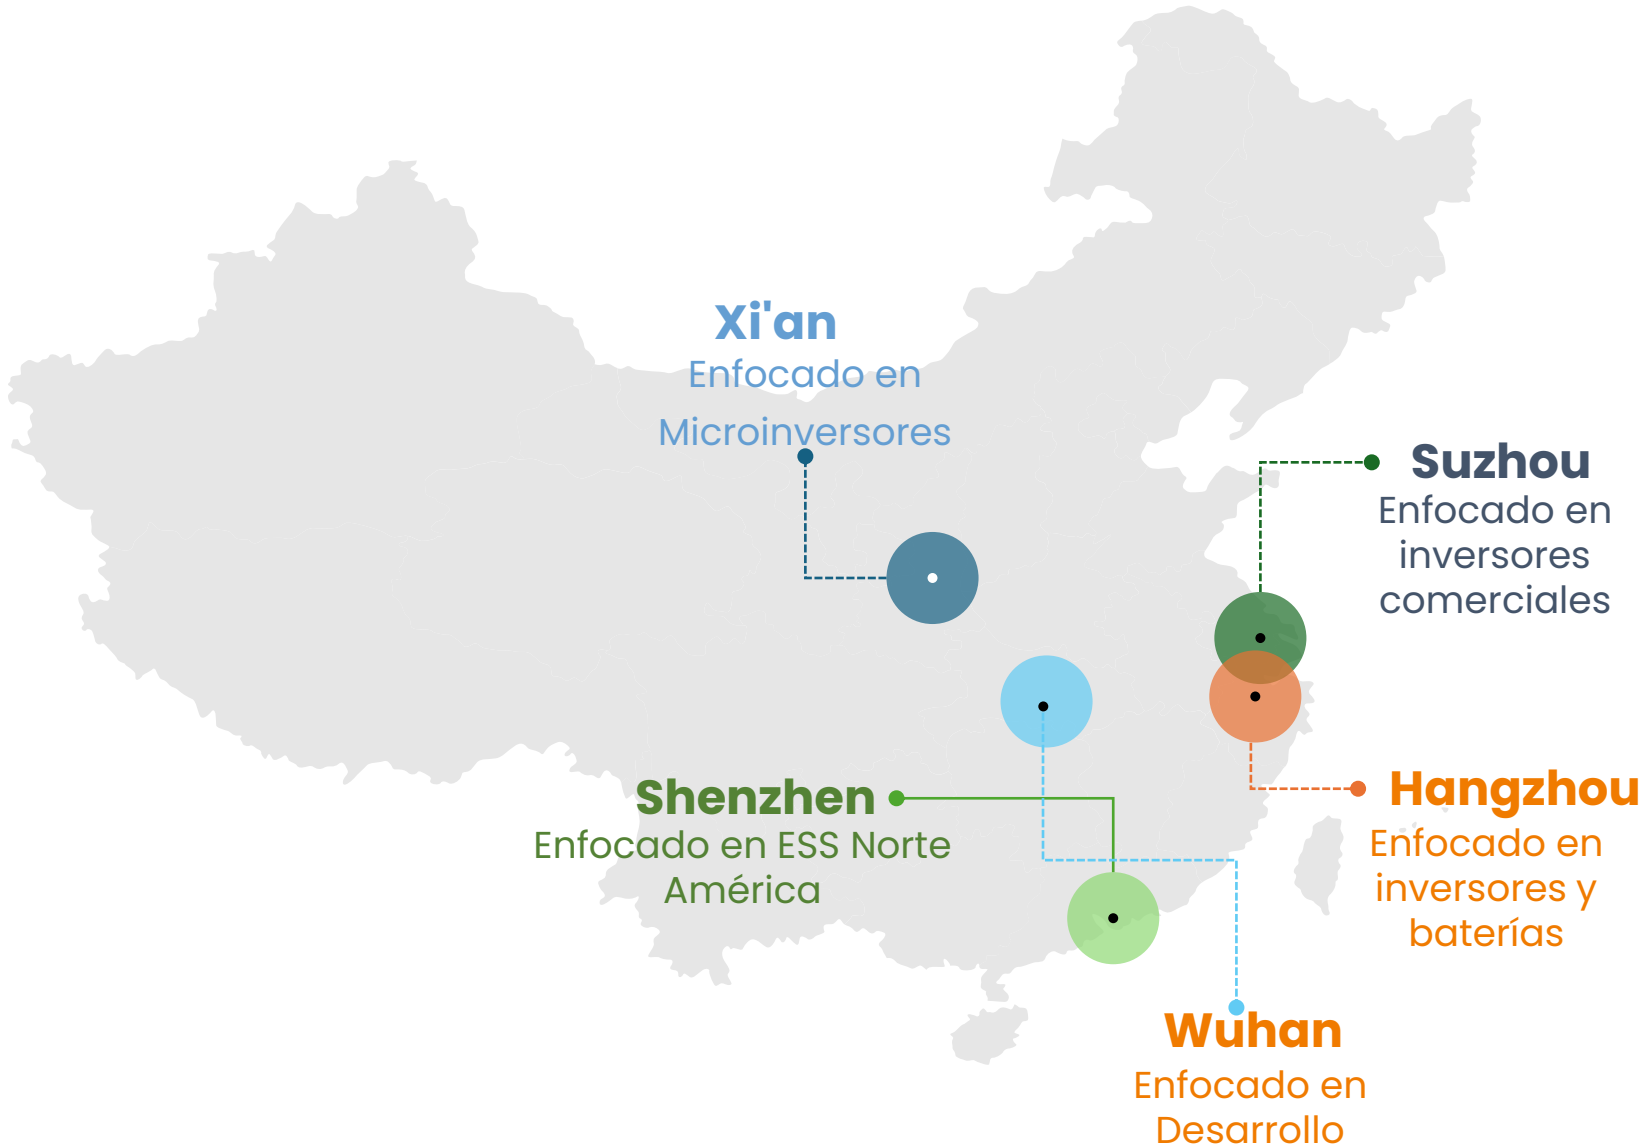 Xi'an
Enfocado en
Microinversores
Suzhou
Enfocado en
inversores
comerciales
Shenzhen
Enfocado en ESS Norte
América
Hangzhou
Enfocado en
inversores y
baterías
Wuhan
Enfocado en
Desarrollo